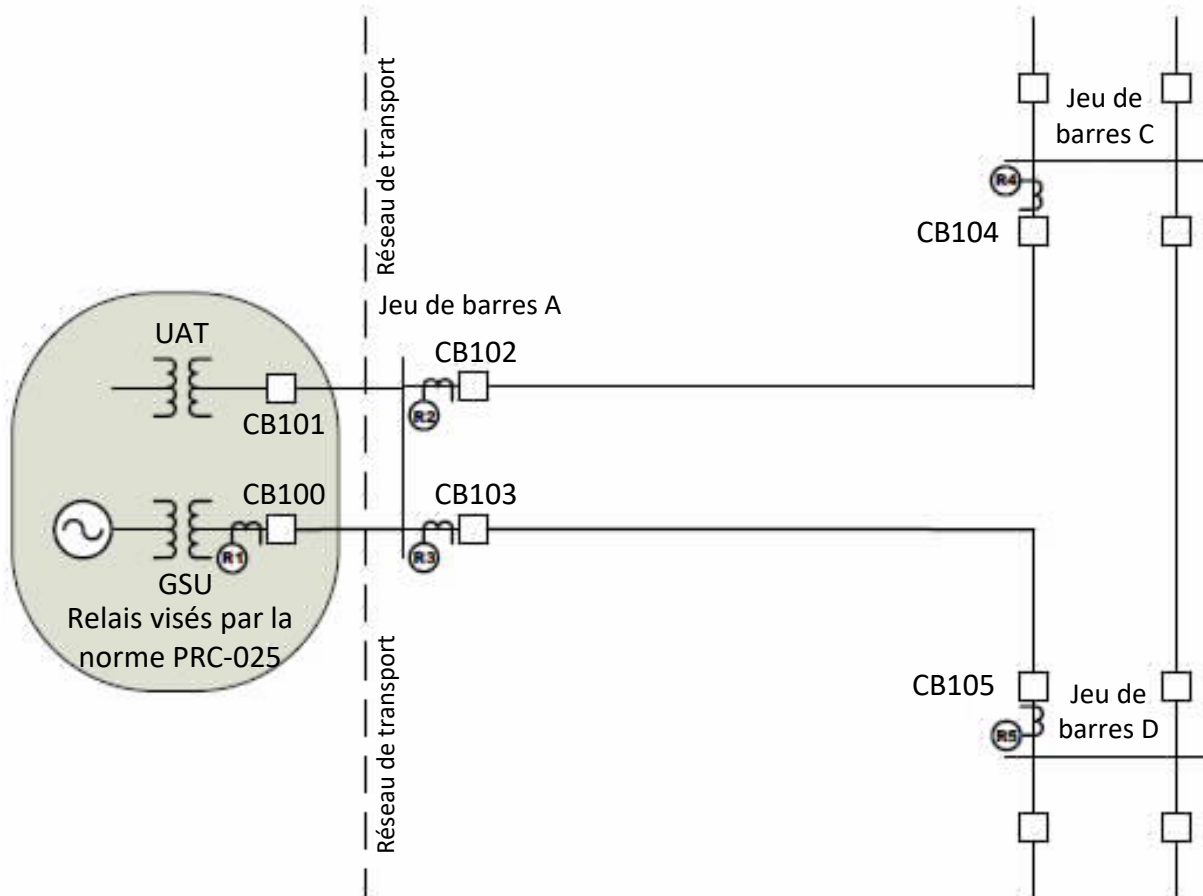 Réseau de transport
Jeu de
barres C
R4
CB104
Jeu de barres A
UAT
CB102
CB101
R2
CB100
CB103
R1
R3
GSU
Relais visés par la
norme PRC-025
Réseau de transport
CB105
Jeu de
barres D
R5